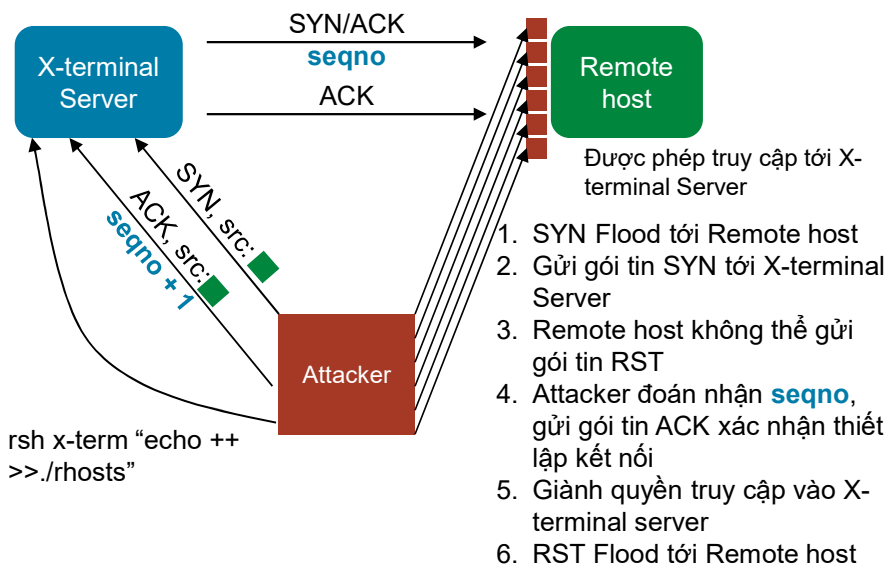 SYN/ACK
seqno
ACK
X-terminal
Server
Remote
host
Được phép truy cập tới X-
terminal Server
SYN, src:
ACK, src:
seqno + 1
Attacker
rsh x-term “echo ++
>>./rhosts”
1. SYN Flood tới Remote host
2. Gửi gói tin SYN tới X-terminal
Server
3. Remote host không thể gửi
gói tin RST
4. Attacker đoán nhận seqno,
gửi gói tin ACK xác nhận thiết
lập kết nối
5. Giành quyền truy cập vào X-
terminal server
6. RST Flood tới Remote host